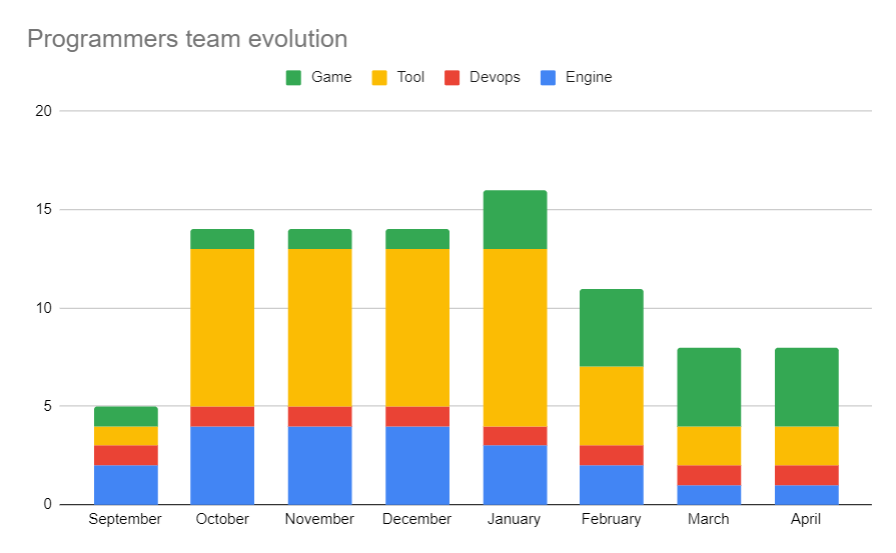 Programmers team evolution
Game Tool Devops Engine
20
15
10
5
0
September October November December January February March April